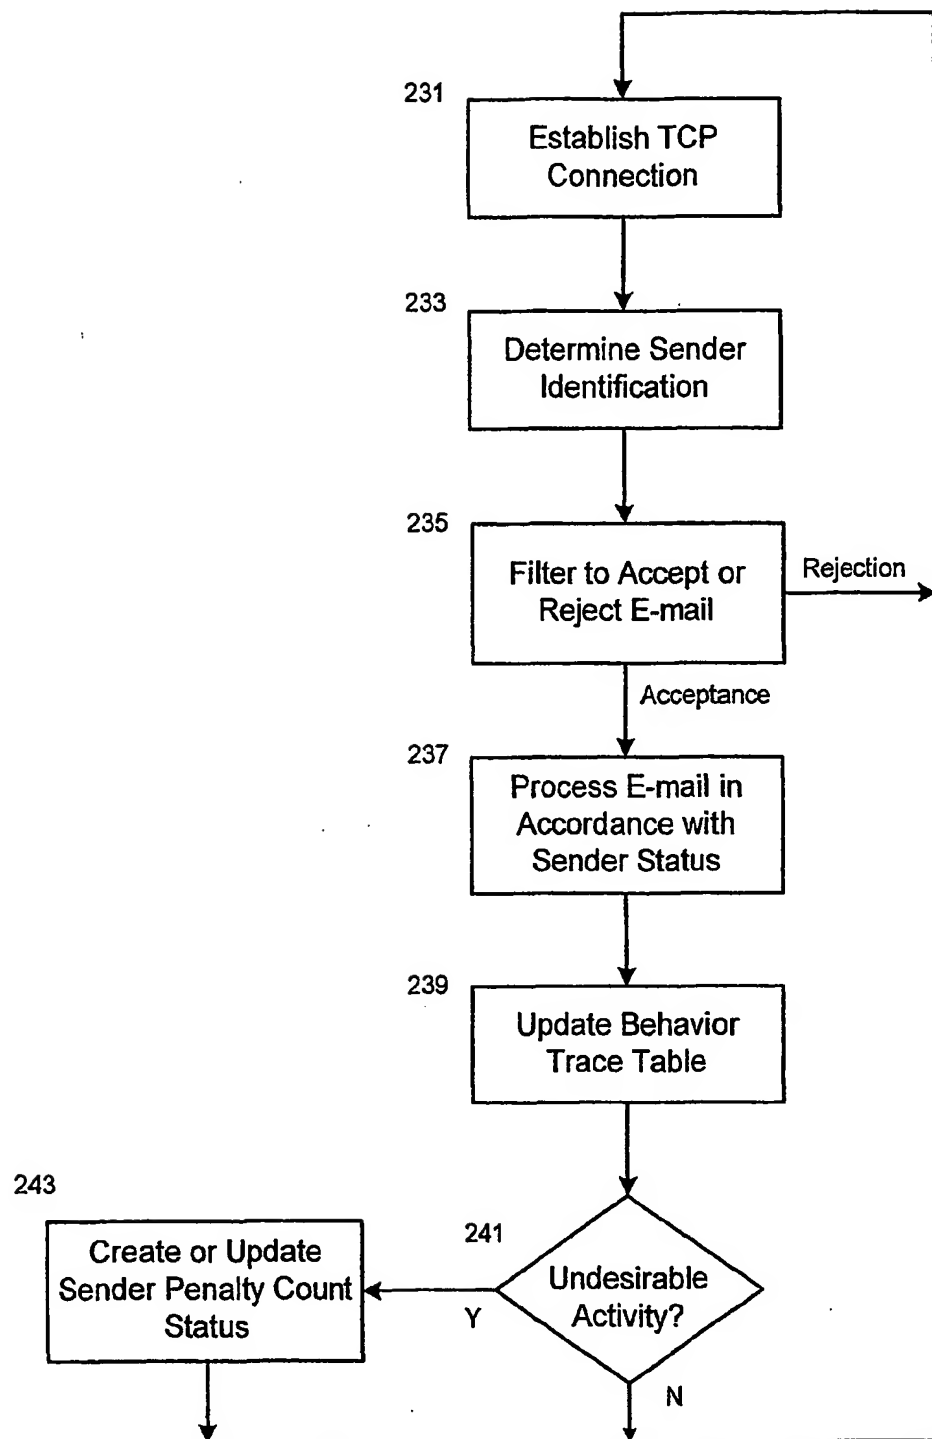 231
Establish TCP
Connection
233
Determine Sender
Identification
235
Filter to Accept or
Reject E-mail
Rejection
Acceptance
237
Process E-mail in
Accordance with
Sender Status
239
Update Behavior
Trace Table
243
Create or Update
Sender Penalty Count
Status
241
Undesirable
Activity?
Y
N